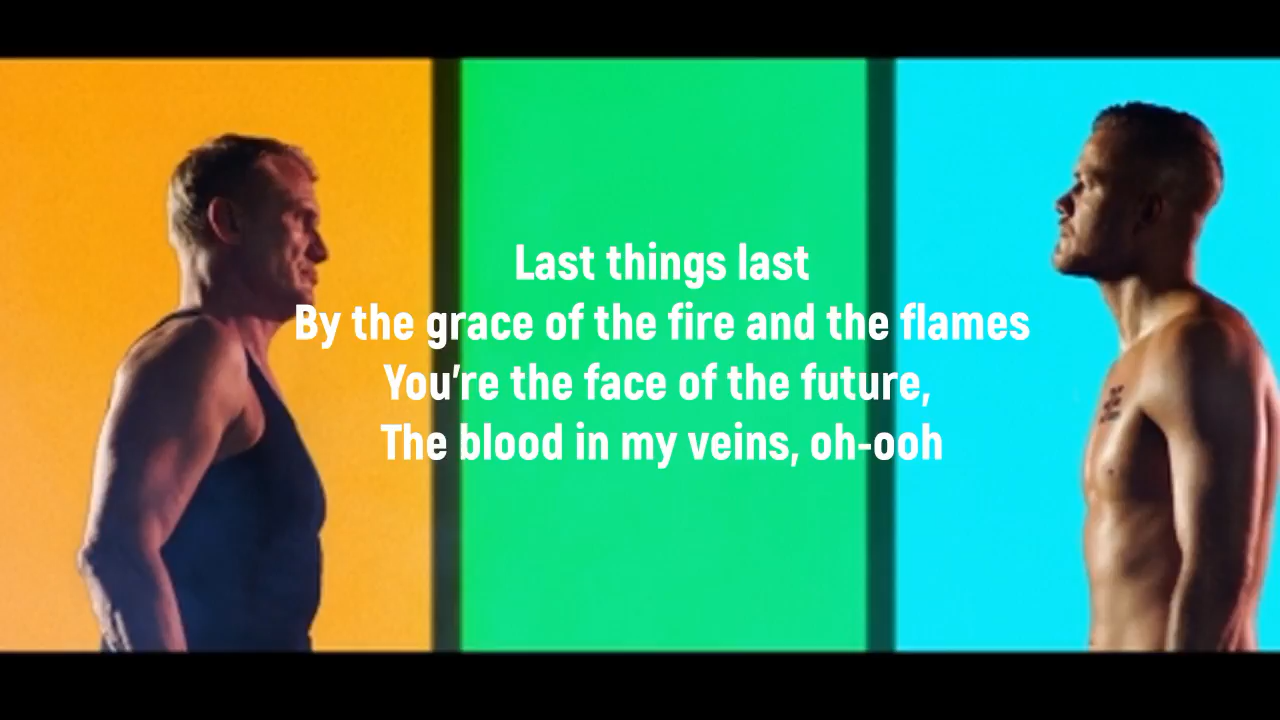 Last things last
By the grace of the fire and the flames
You're the face of the future,
The blood in my veins, oh-ooh